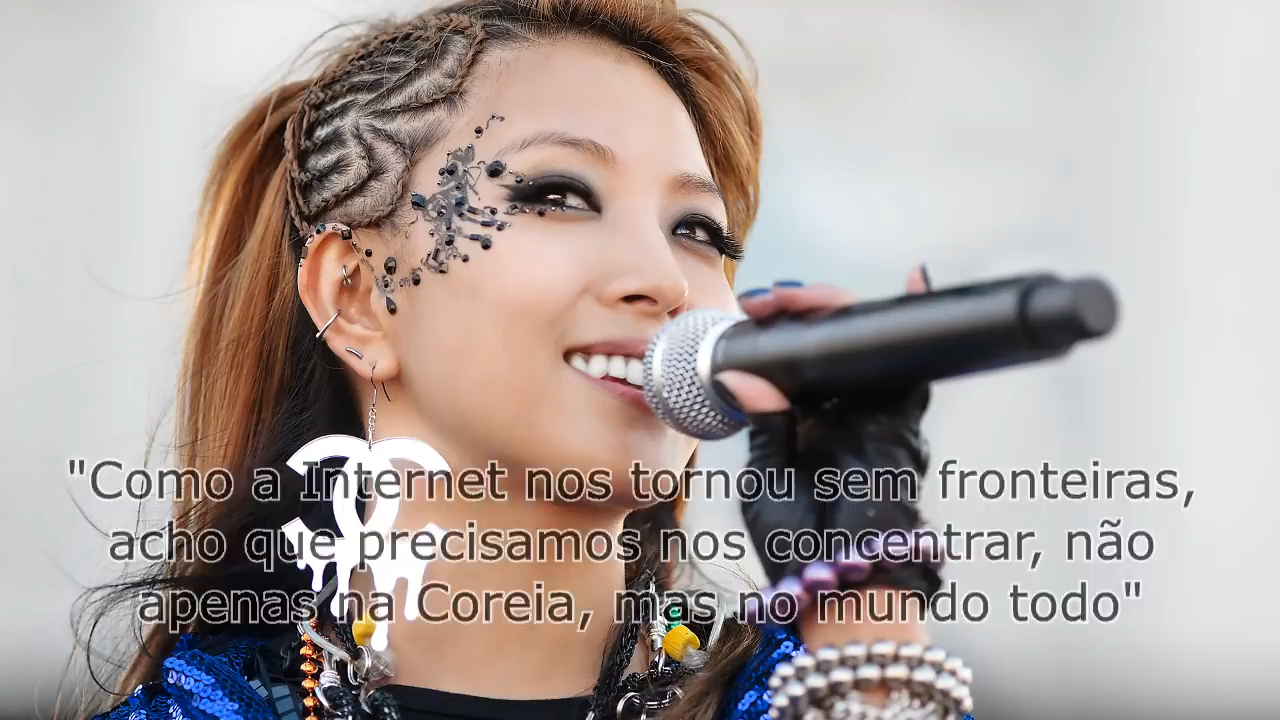 "Como a Internet nos tornou sem fronteiras,
acho que precisamos nos concentrar, não
apenas na Coreia, mas no mundo todo"